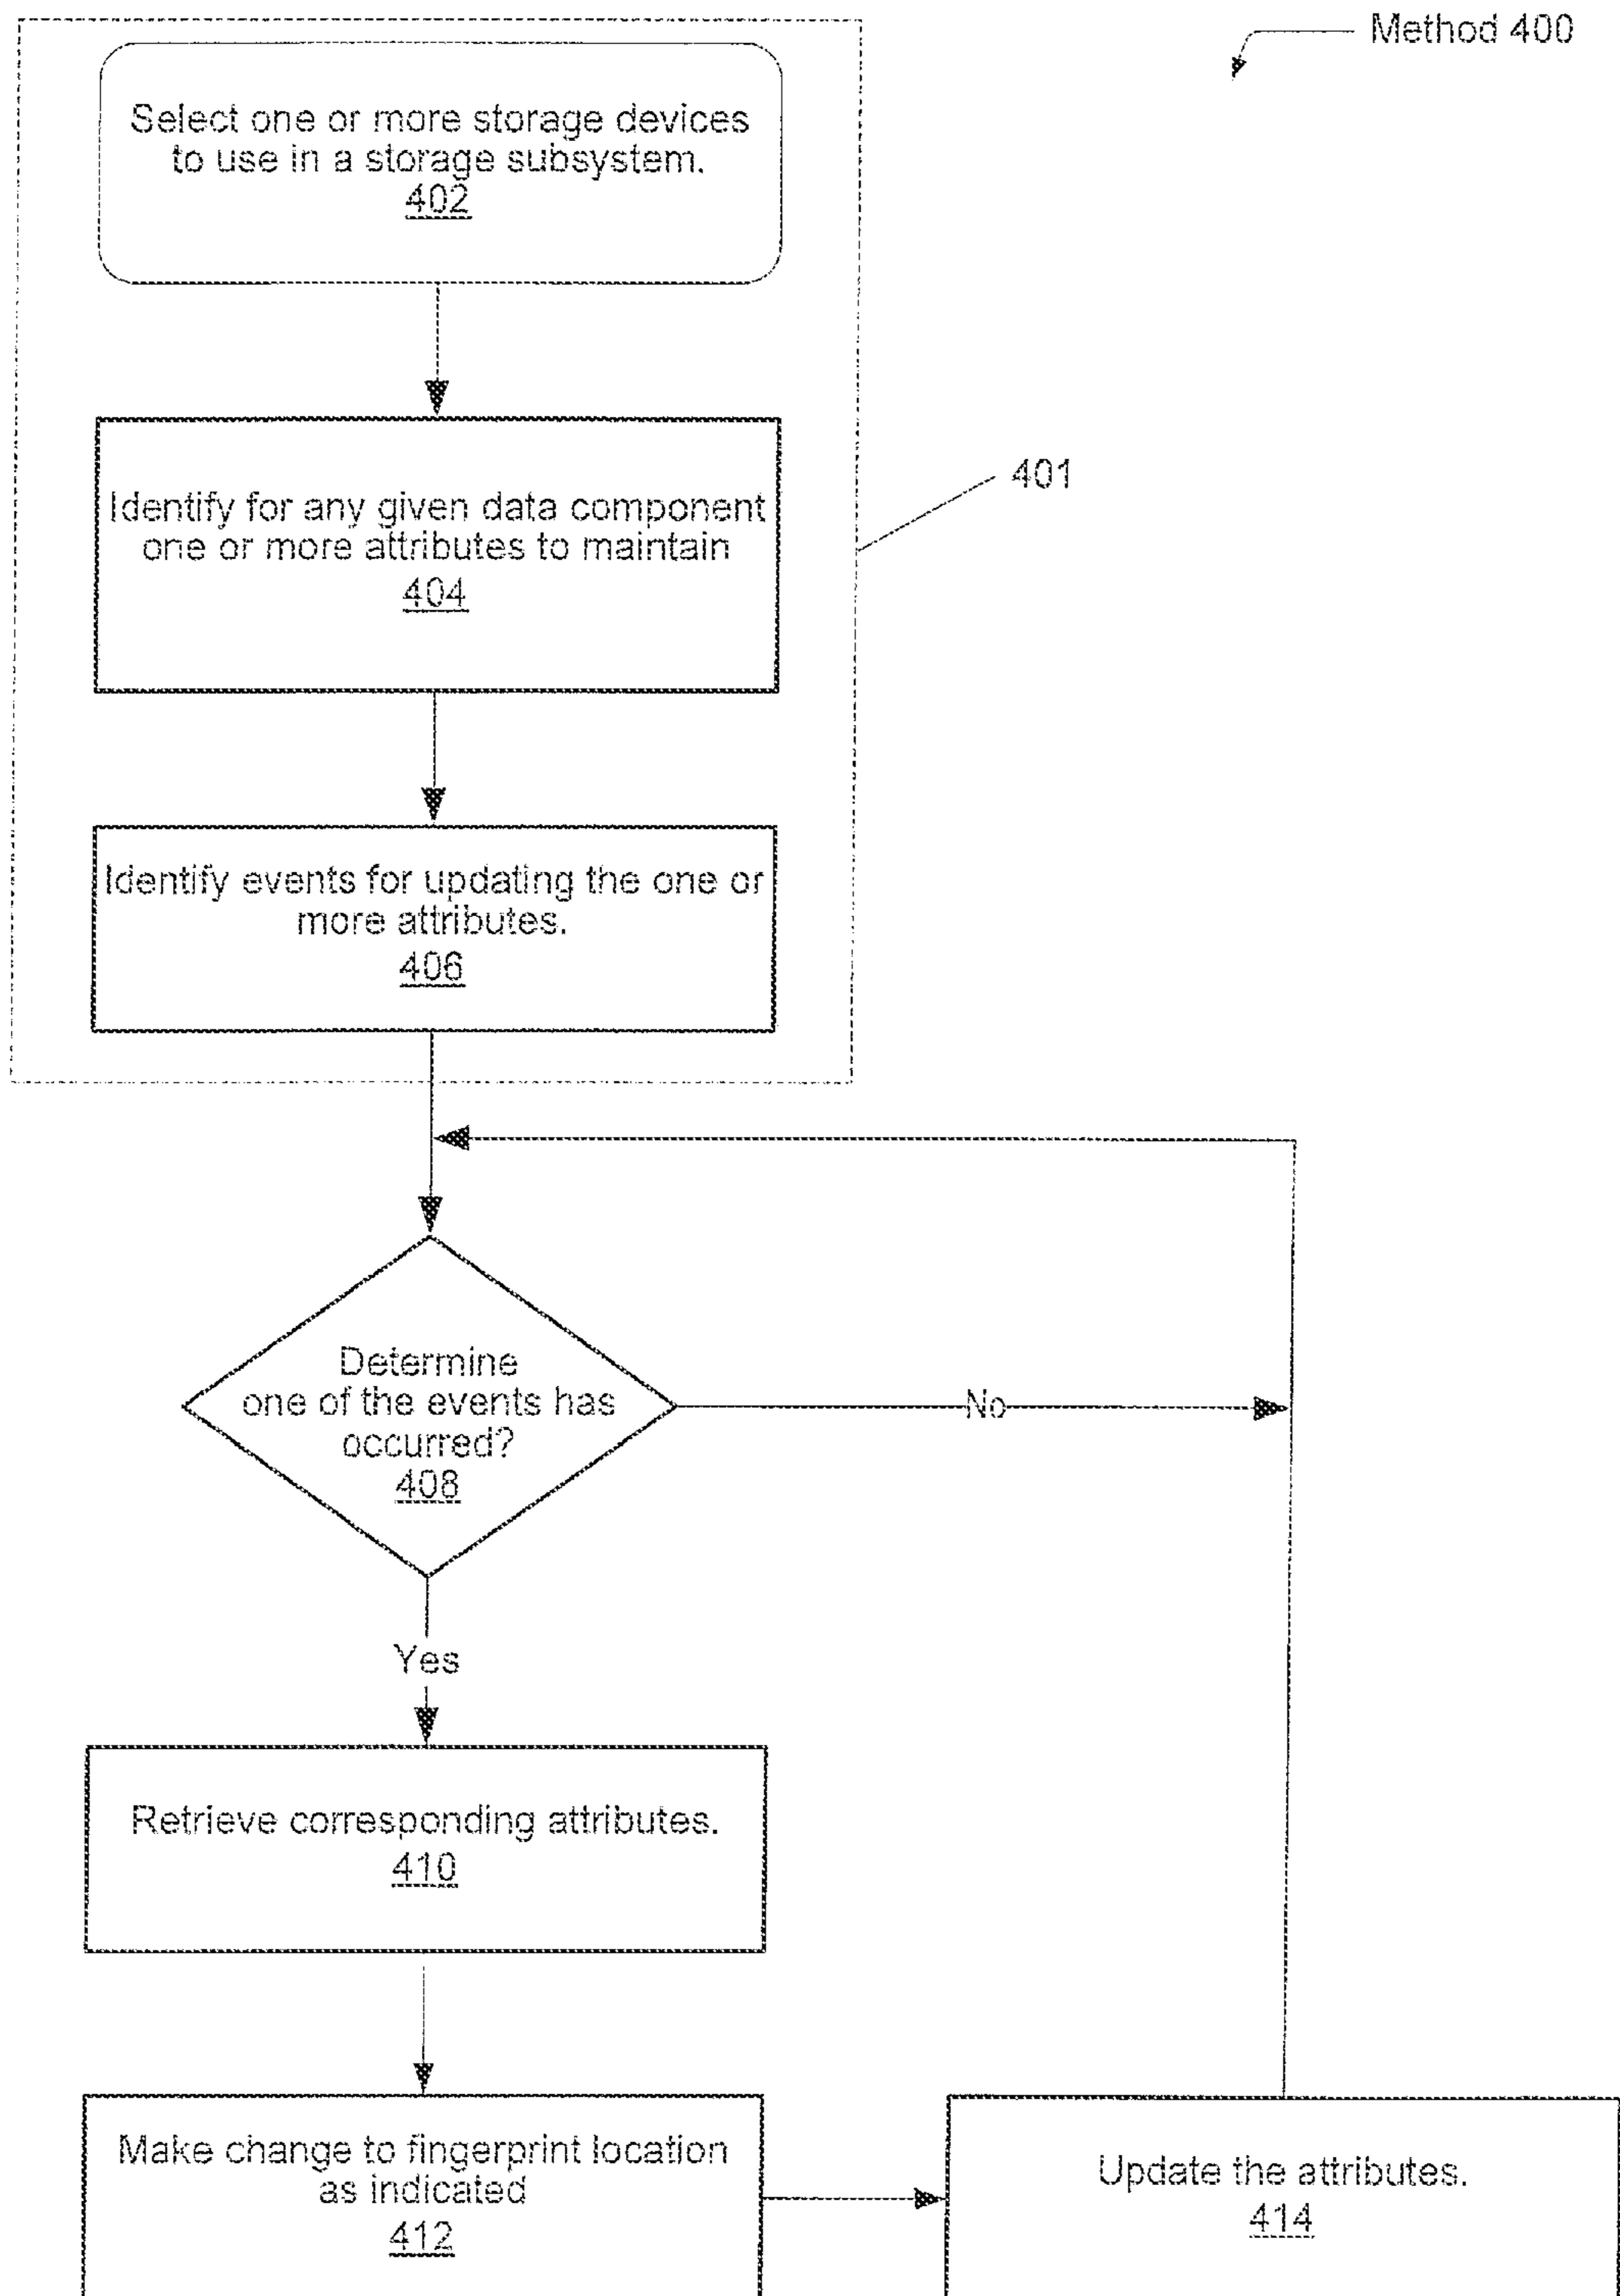 Method 400
Select one or more storage devices
to use in a storage subsystem.
402
Identify for any given data component
one or more attributes to maintain
404
401
Identify events for updating the one or
more attributes.
406
Determine
one of the events has
occurred?
408
No
Yes
Retrieve corresponding attributes.
410
Make change to fingerprint location
as indicated
412
Update the attributes.
414